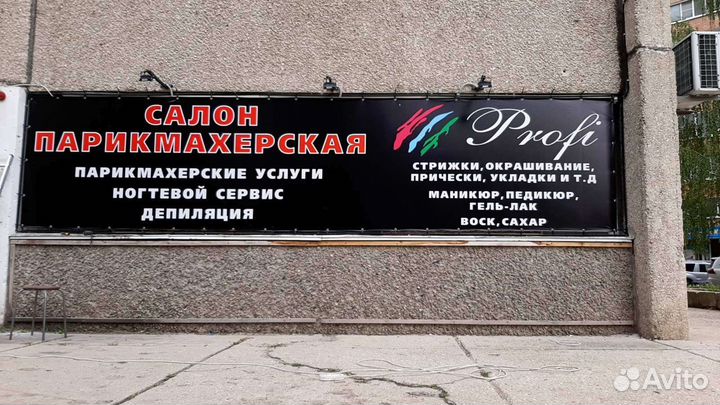 САЛОН
ПАРИКМАХЕРСКАЯ
ПАРИКМАХЕРСКИЕ УСЛУГИ
НОГТЕВОЙ СЕРВИС
ДЕПИЛЯЦИЯ
Profi
СТРИЖКИ, ОКРАШИВАНИЕ,
ПРИЧЕСКИ, УКЛАДКИ И Т.Д
МАНИКЮР, ПЕДИКЮР,
ГЕЛЬ-ЛАК
ВОСК, САХАР
Avito